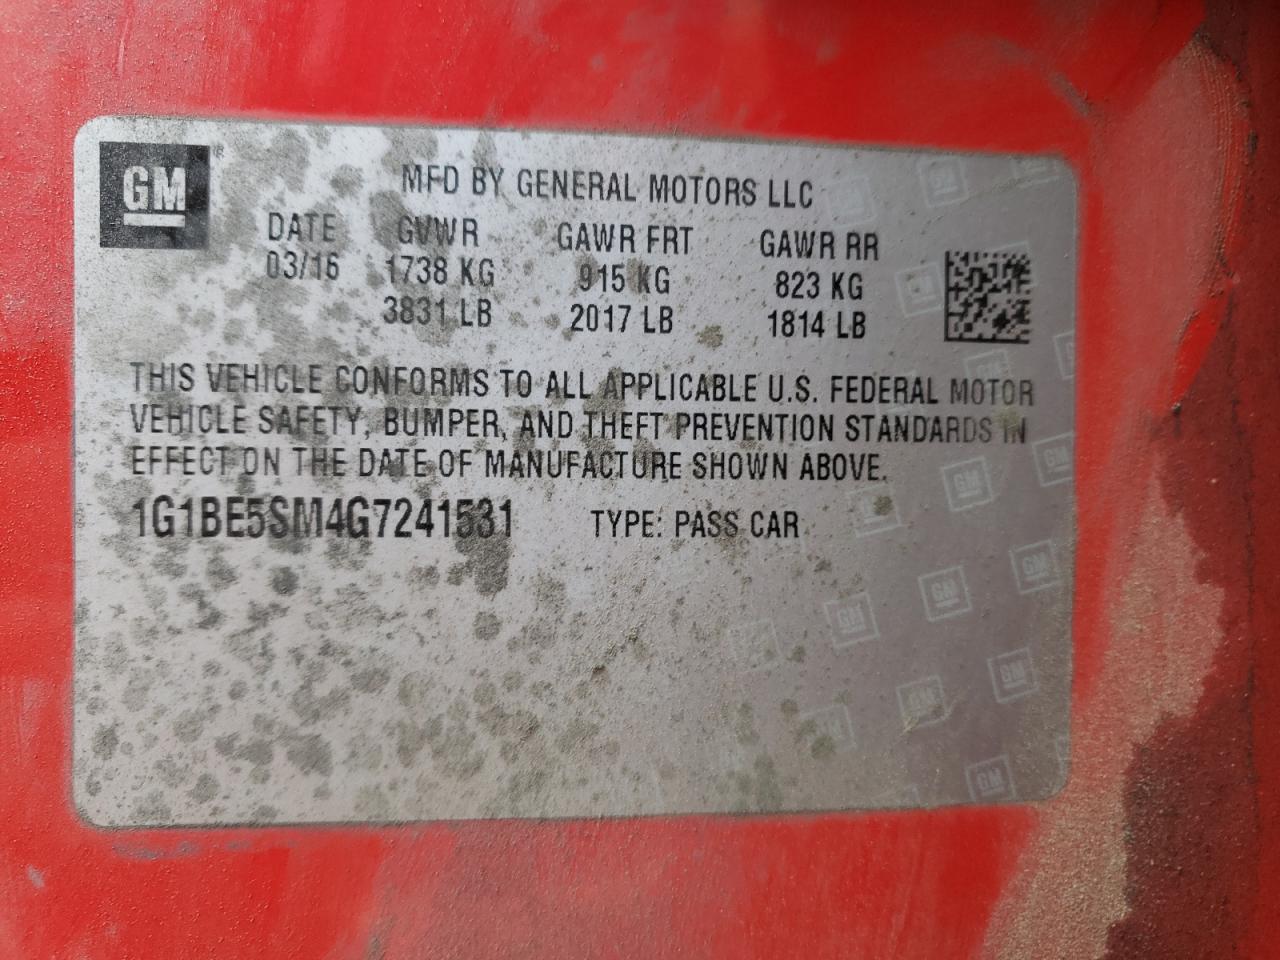 GM
MFD BY GENERAL MOTORS LLC
DATE GVWR GAWR FRT GAWR RR
03/16 1738 KG 915 KG 823 KG
3831 LB 2017 LB 1814 LB
THIS VEHICLE CONFORMS TO ALL APPLICABLE U.S. FEDERAL MOTOR
VEHICLE SAFETY, BUMPER, AND THEFT PREVENTION STANDARDS IN
EFFECT ON THE DATE OF MANUFACTURE SHOWN ABOVE.
1G1BE5SM4G7241531 TYPE: PASS CAR